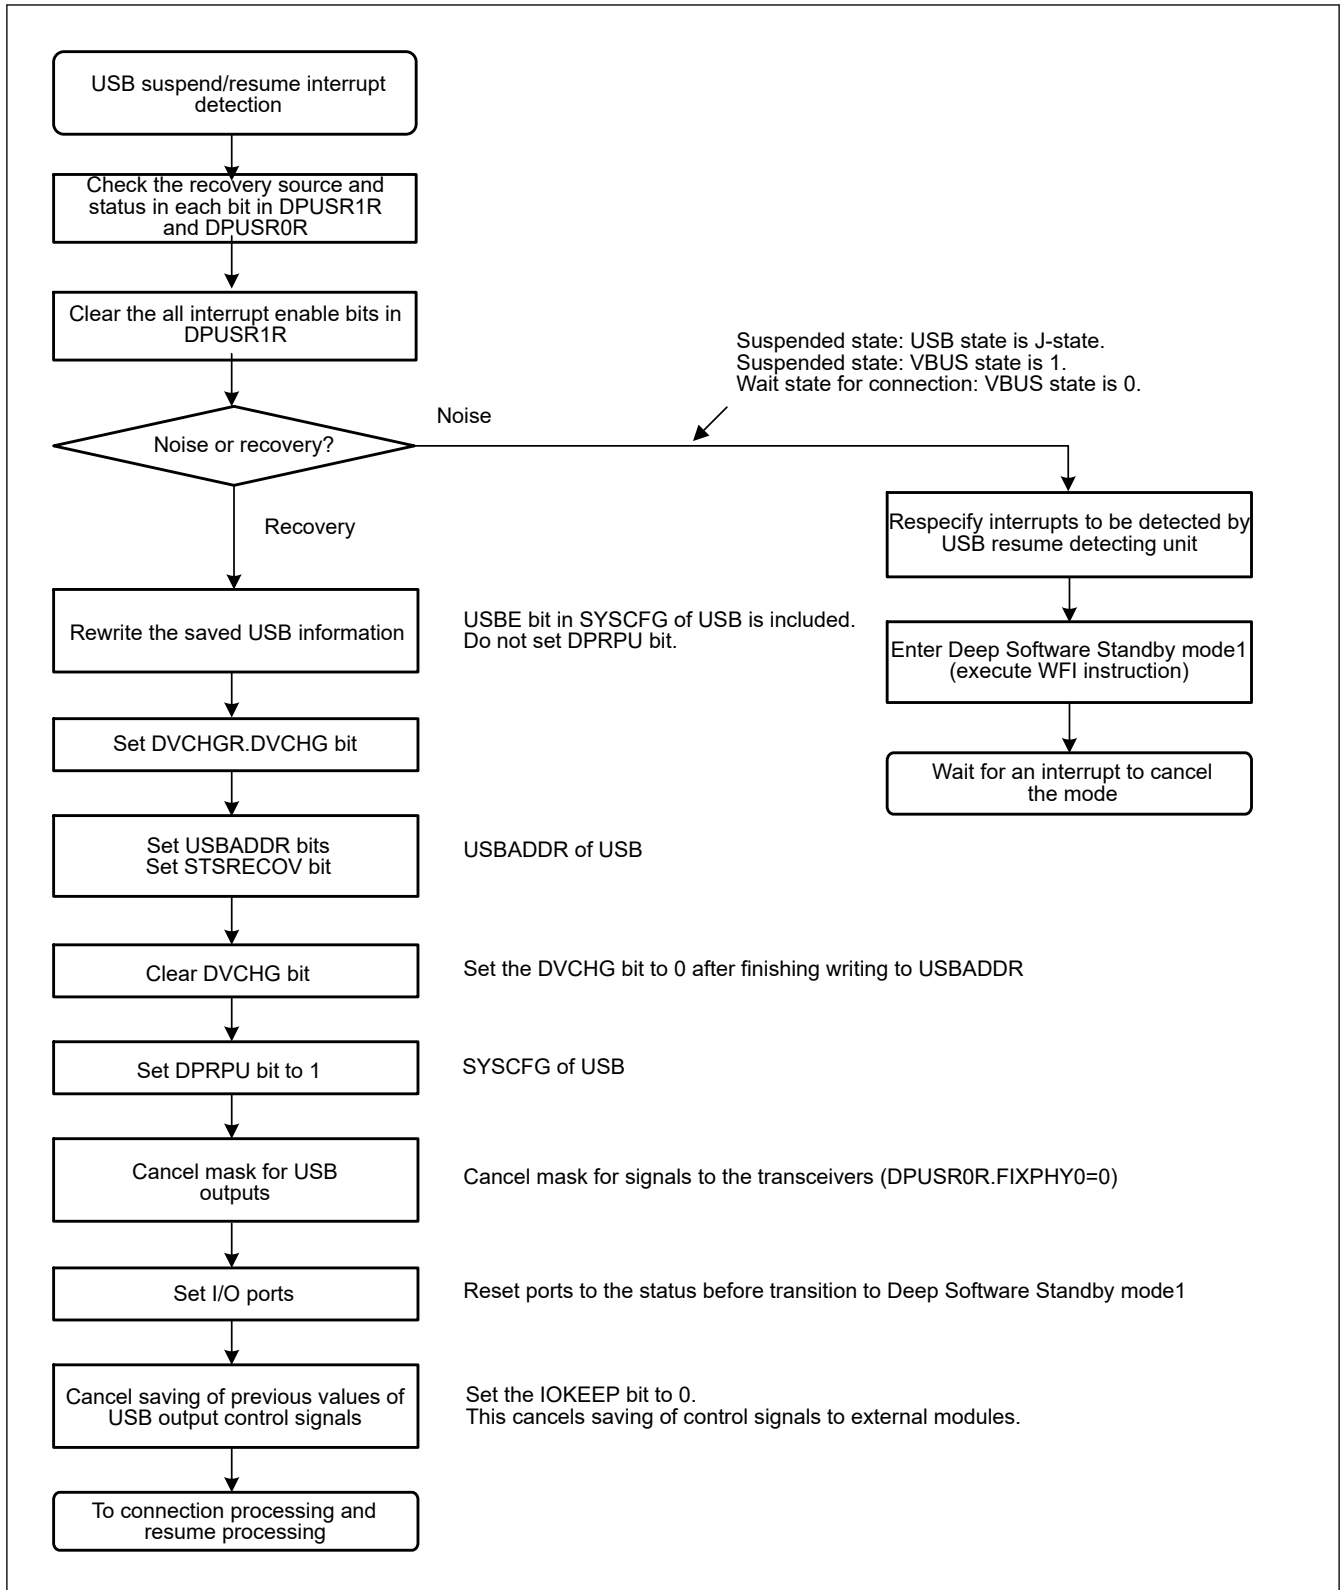 USB suspend/resume interrupt
detection
Check the recovery source and
status in each bit in DPUSR1R
and DPUSR0R
Clear the all interrupt enable bits in
DPUSR1R
Suspended state: USB state is J-state.
Suspended state: VBUS state is 1.
Wait state for connection: VBUS state is 0.
Noise
Noise or recovery?
Recovery
Respecify interrupts to be detected by
USB resume detecting unit
Enter Deep Software Standby mode1
(execute WFI instruction)
Wait for an interrupt to cancel
the mode
Rewrite the saved USB information
USBE bit in SYSCFG of USB is included.
Do not set DPRPU bit.
Set DVCHGR.DVCHG bit
Set USBADDR bits
Set STSRECOV bit
USBADDR of USB
Clear DVCHG bit
Set the DVCHG bit to 0 after finishing writing to USBADDR
Set DPRPU bit to 1
SYSCFG of USB
Cancel mask for USB
outputs
Cancel mask for signals to the transceivers (DPUSR0R.FIXPHY0=0)
Set I/O ports
Reset ports to the status before transition to Deep Software Standby mode1
Cancel saving of previous values of
USB output control signals
Set the IOKEEP bit to 0.
This cancels saving of control signals to external modules.
To connection processing and
resume processing